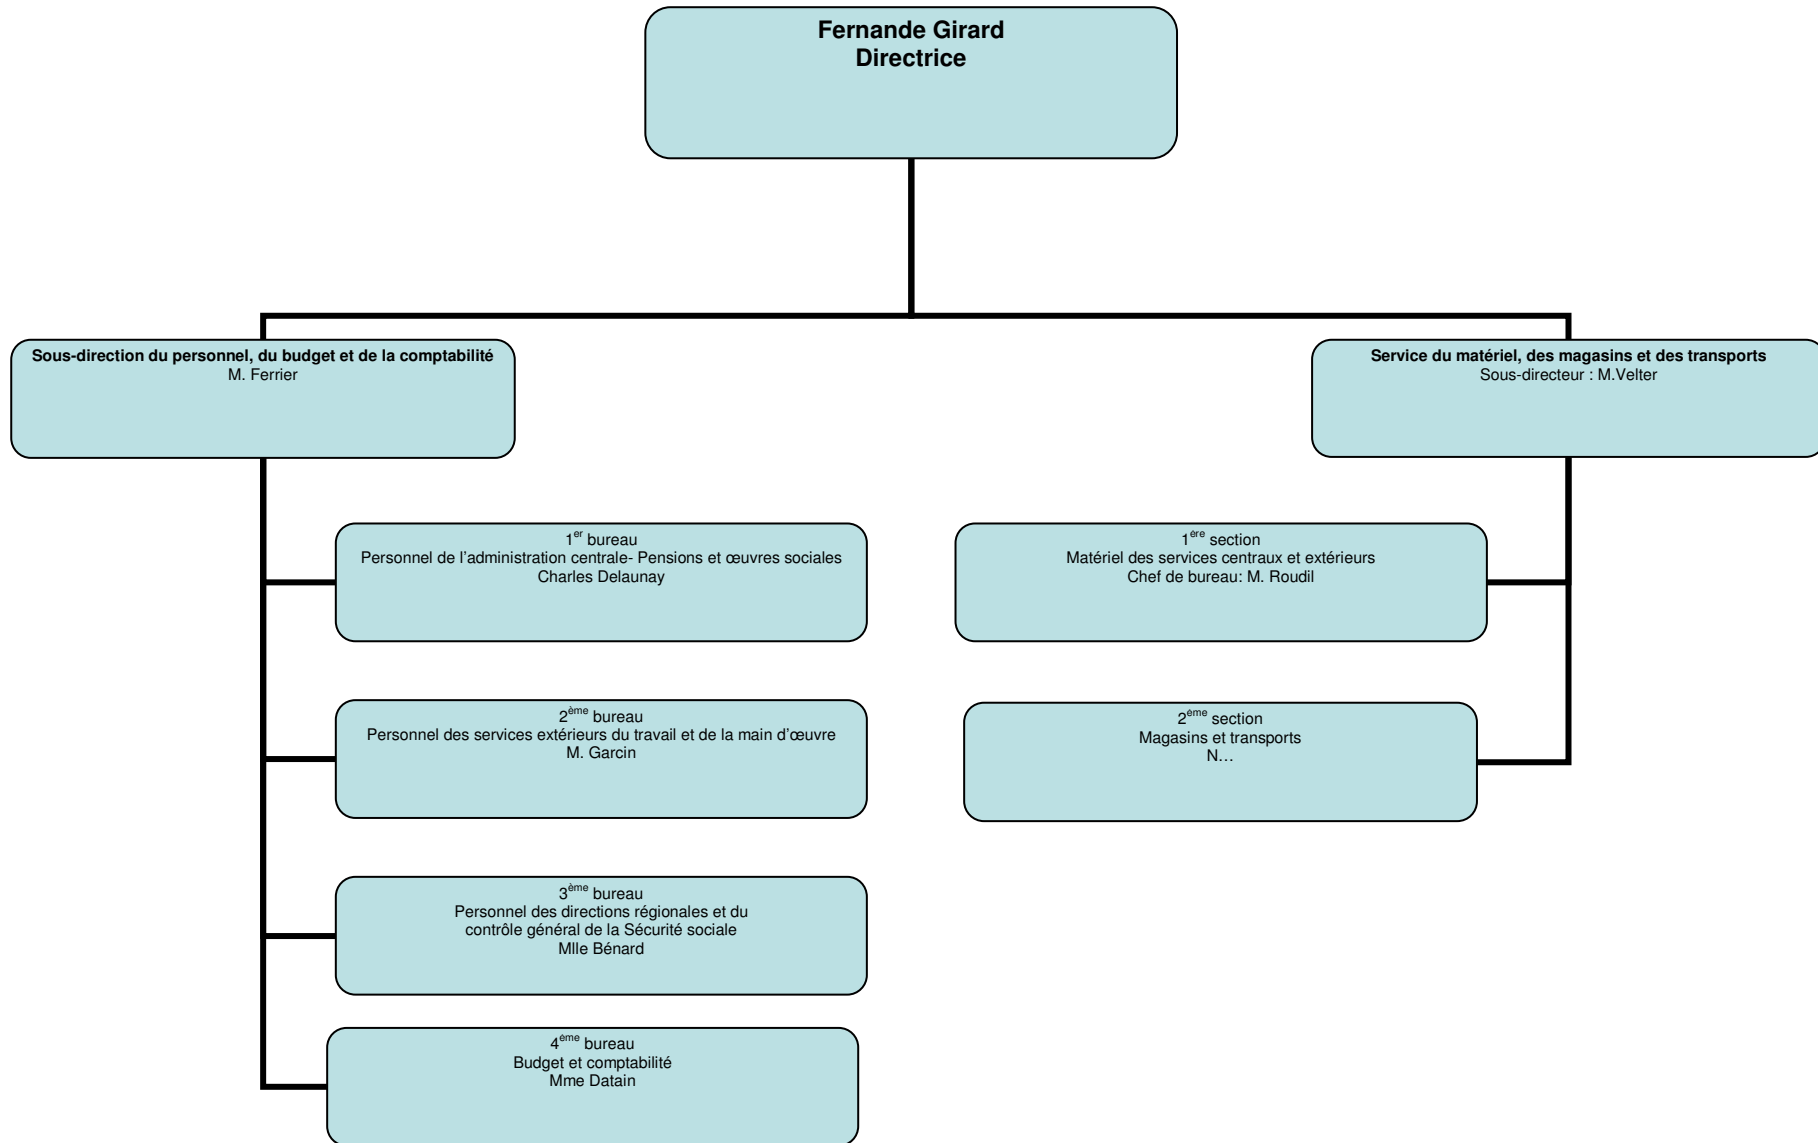 Fernande Girard
Directrice
Sous-direction du personnel, du budget et de la comptabilité
M. Ferrier
Service du matériel, des magasins et des transports
Sous-directeur : M.Velter
1er bureau
Personnel de l’administration centrale- Pensions et œuvres sociales
Charles Delaunay
1ère section
Matériel des services centraux et extérieurs
Chef de bureau: M. Roudil
2ème bureau
Personnel des services extérieurs du travail et de la main d’œuvre
M. Garcin
2ème section
Magasins et transports
N…
3ème bureau
Personnel des directions régionales et du
contrôle général de la Sécurité sociale
Mlle Bénard
4ème bureau
Budget et comptabilité
Mme Datain